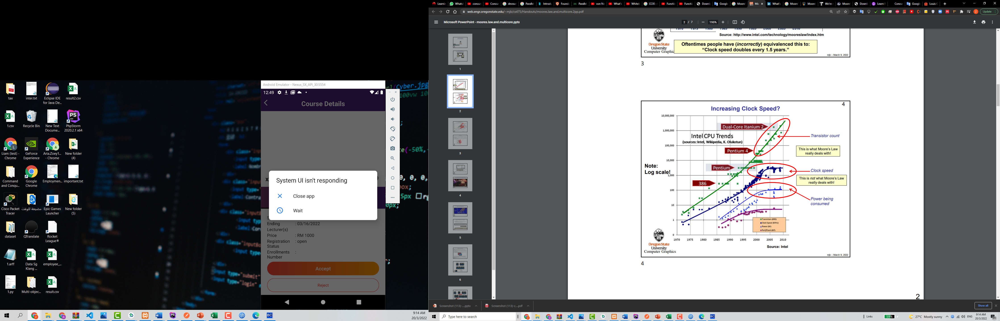 tax
inter.txt
Eclipse IDE
for Java De...
result2.csv
1.csv
Recycle Bin
New Text
Docume...
PhpStorm
2020.2.1 x64
Liam (test) -
Chrome
GeForce
Experience
Aria.Zoey1...
- Chrome
New folder
(4)
Command
and Conqu...
Google
Chrome
Employmen...
important.txt
Cisco Packet
Tracer
مضيعة للوقت
Epic Games
Launcher
New folder
(5)
dataset
QTranslate
Rocket
League®
1.arff
Data Sg
Klang ...
employee_...
1.py
Multi-objec...
result.csv
Android Emulator - Nexus_5X_API_30:5554
12:49
Course Details
System UI isn't responding
Close app
Wait
Ending : 03/16/2022
Lecturer(s)
Price : RM 1000
Registration : open
Status
Enrollments :
Number
Accept
Reject
9:14 AM
20/3/2022
web.engr.oregonstate.edu/~mjb/cs475/Handouts/moores.law.and.multicore.2pp.pdf
Update
Microsoft PowerPoint - moores.law.and.multicore.pptx
2 / 7
195%
1
2
3
4
5
6
Source: http://www.intel.com/technology/mooreslaw/index.htm
Oregon State
University
Computer Graphic
Oftentimes people have (incorrectly) equivalenced this to:
“Clock speed doubles every 1.5 years.”
mjb – March 9, 2022
3
4
Increasing Clock Speed?
10,000,000
1,000,000
100,000
10,000
1,000
100
10
1
0
1970 1975 1980 1985 1990 1995 2000 2005 2010
Dual-Core Itanium 2
Intel CPU Trends
(sources: Intel, Wikipedia, K. Olukotun)
Pentium 4
Pentium
386
Note:
Log scale!
Transistor count
This is what Moore's Law
really deals with!
Clock speed
This is not what Moore's Law
really deals with!
Power being
consumed
Transistors (000)
Clock Speed (MHz)
Power (W)
Perf/Clock (ILP)
Oregon State
University
Computer Graphics
Source: Intel
mjb – March 9, 2022
4
2
Screenshot (113)-....pptx
Screenshot (113)-c....pdf
Show all
Type here to search
Links
59%
27°C Mostly sunny
ENG
9:14 AM
20/3/2022